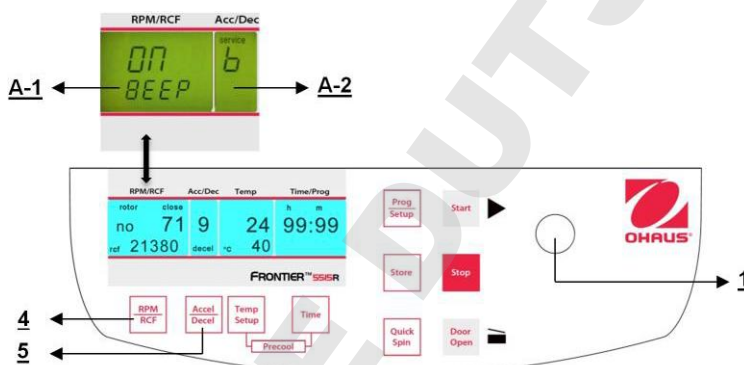 RPM/RCF Acc/Dec
service
ON b
BEEP
A-1
A-2
RPM/RCF Acc/Dec Temp Time/Prog
rotor close h m
no 71 9 24 99:99
rcf 21380 decel °C 40
FRONTIER™ 5515R
Prog
Setup
Start
OHAUS®
Store
Stop
1
RPM
RCF
Accel
Decel
Temp
Setup
Time
Precool
Quick
Spin
Door
Open
4
5
E DUTS